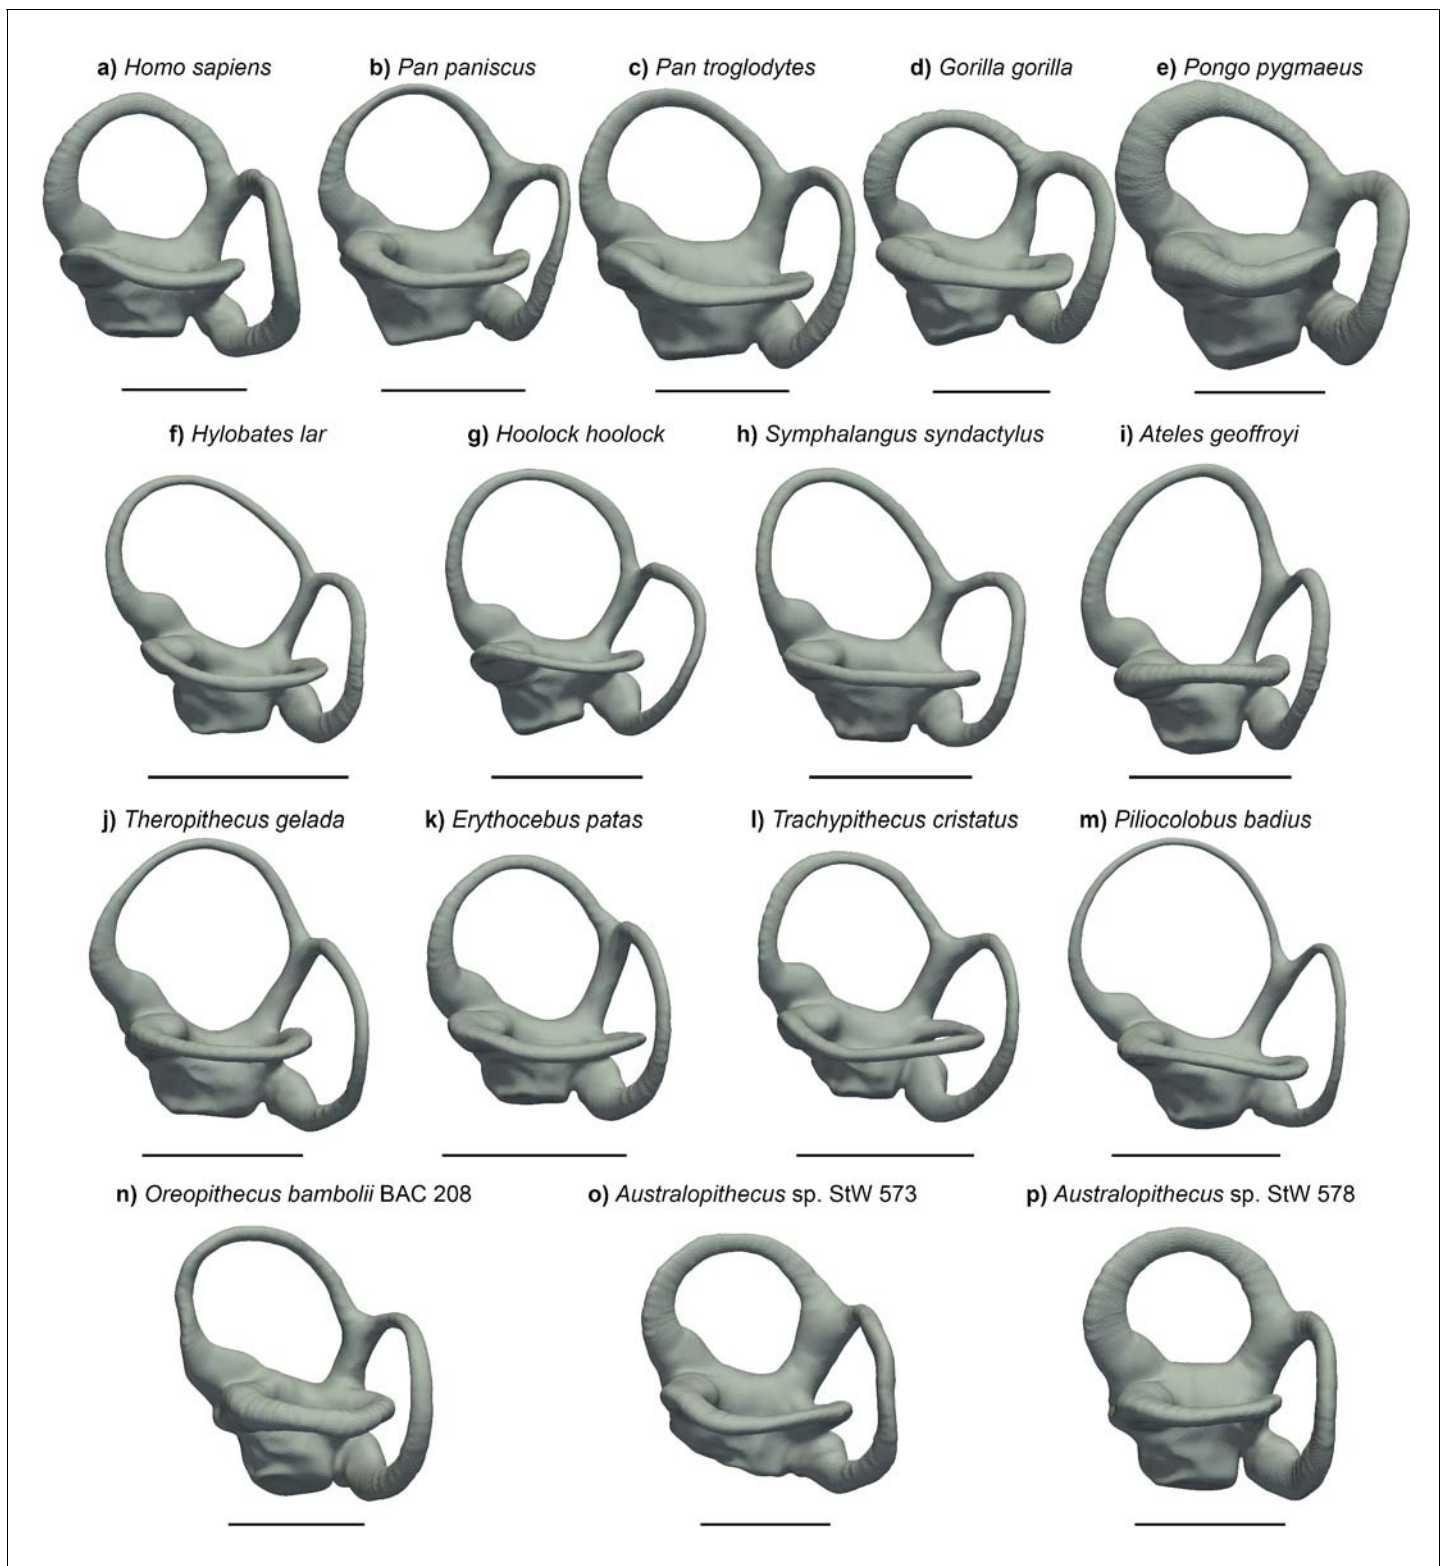 a) Homo sapiens
b) Pan paniscus
c) Pan troglodytes
d) Gorilla gorilla
e) Pongo pygmaeus
f) Hylobates lar
g) Hoolock hoolock
h) Symphalangus syndactylus
i) Ateles geoffroyi
j) Theropithecus gelada
k) Erythocebus patas
l) Trachypithecus cristatus
m) Piliocolobus badius
n) Oreopithecus bambolii BAC 208
o) Australopithecus sp. StW 573
p) Australopithecus sp. StW 578